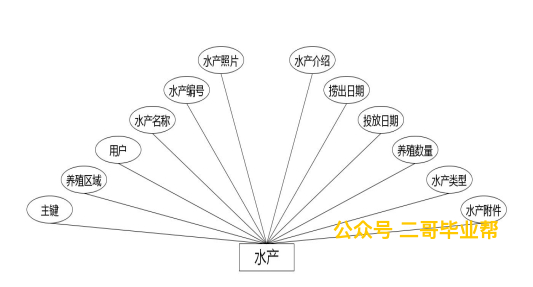 水产照片
水产介绍
水产编号
捞出日期
水产名称
投放日期
用户
养殖数量
养殖区域
水产类型
主键
水产附件
公众号 二哥毕业帮
水产